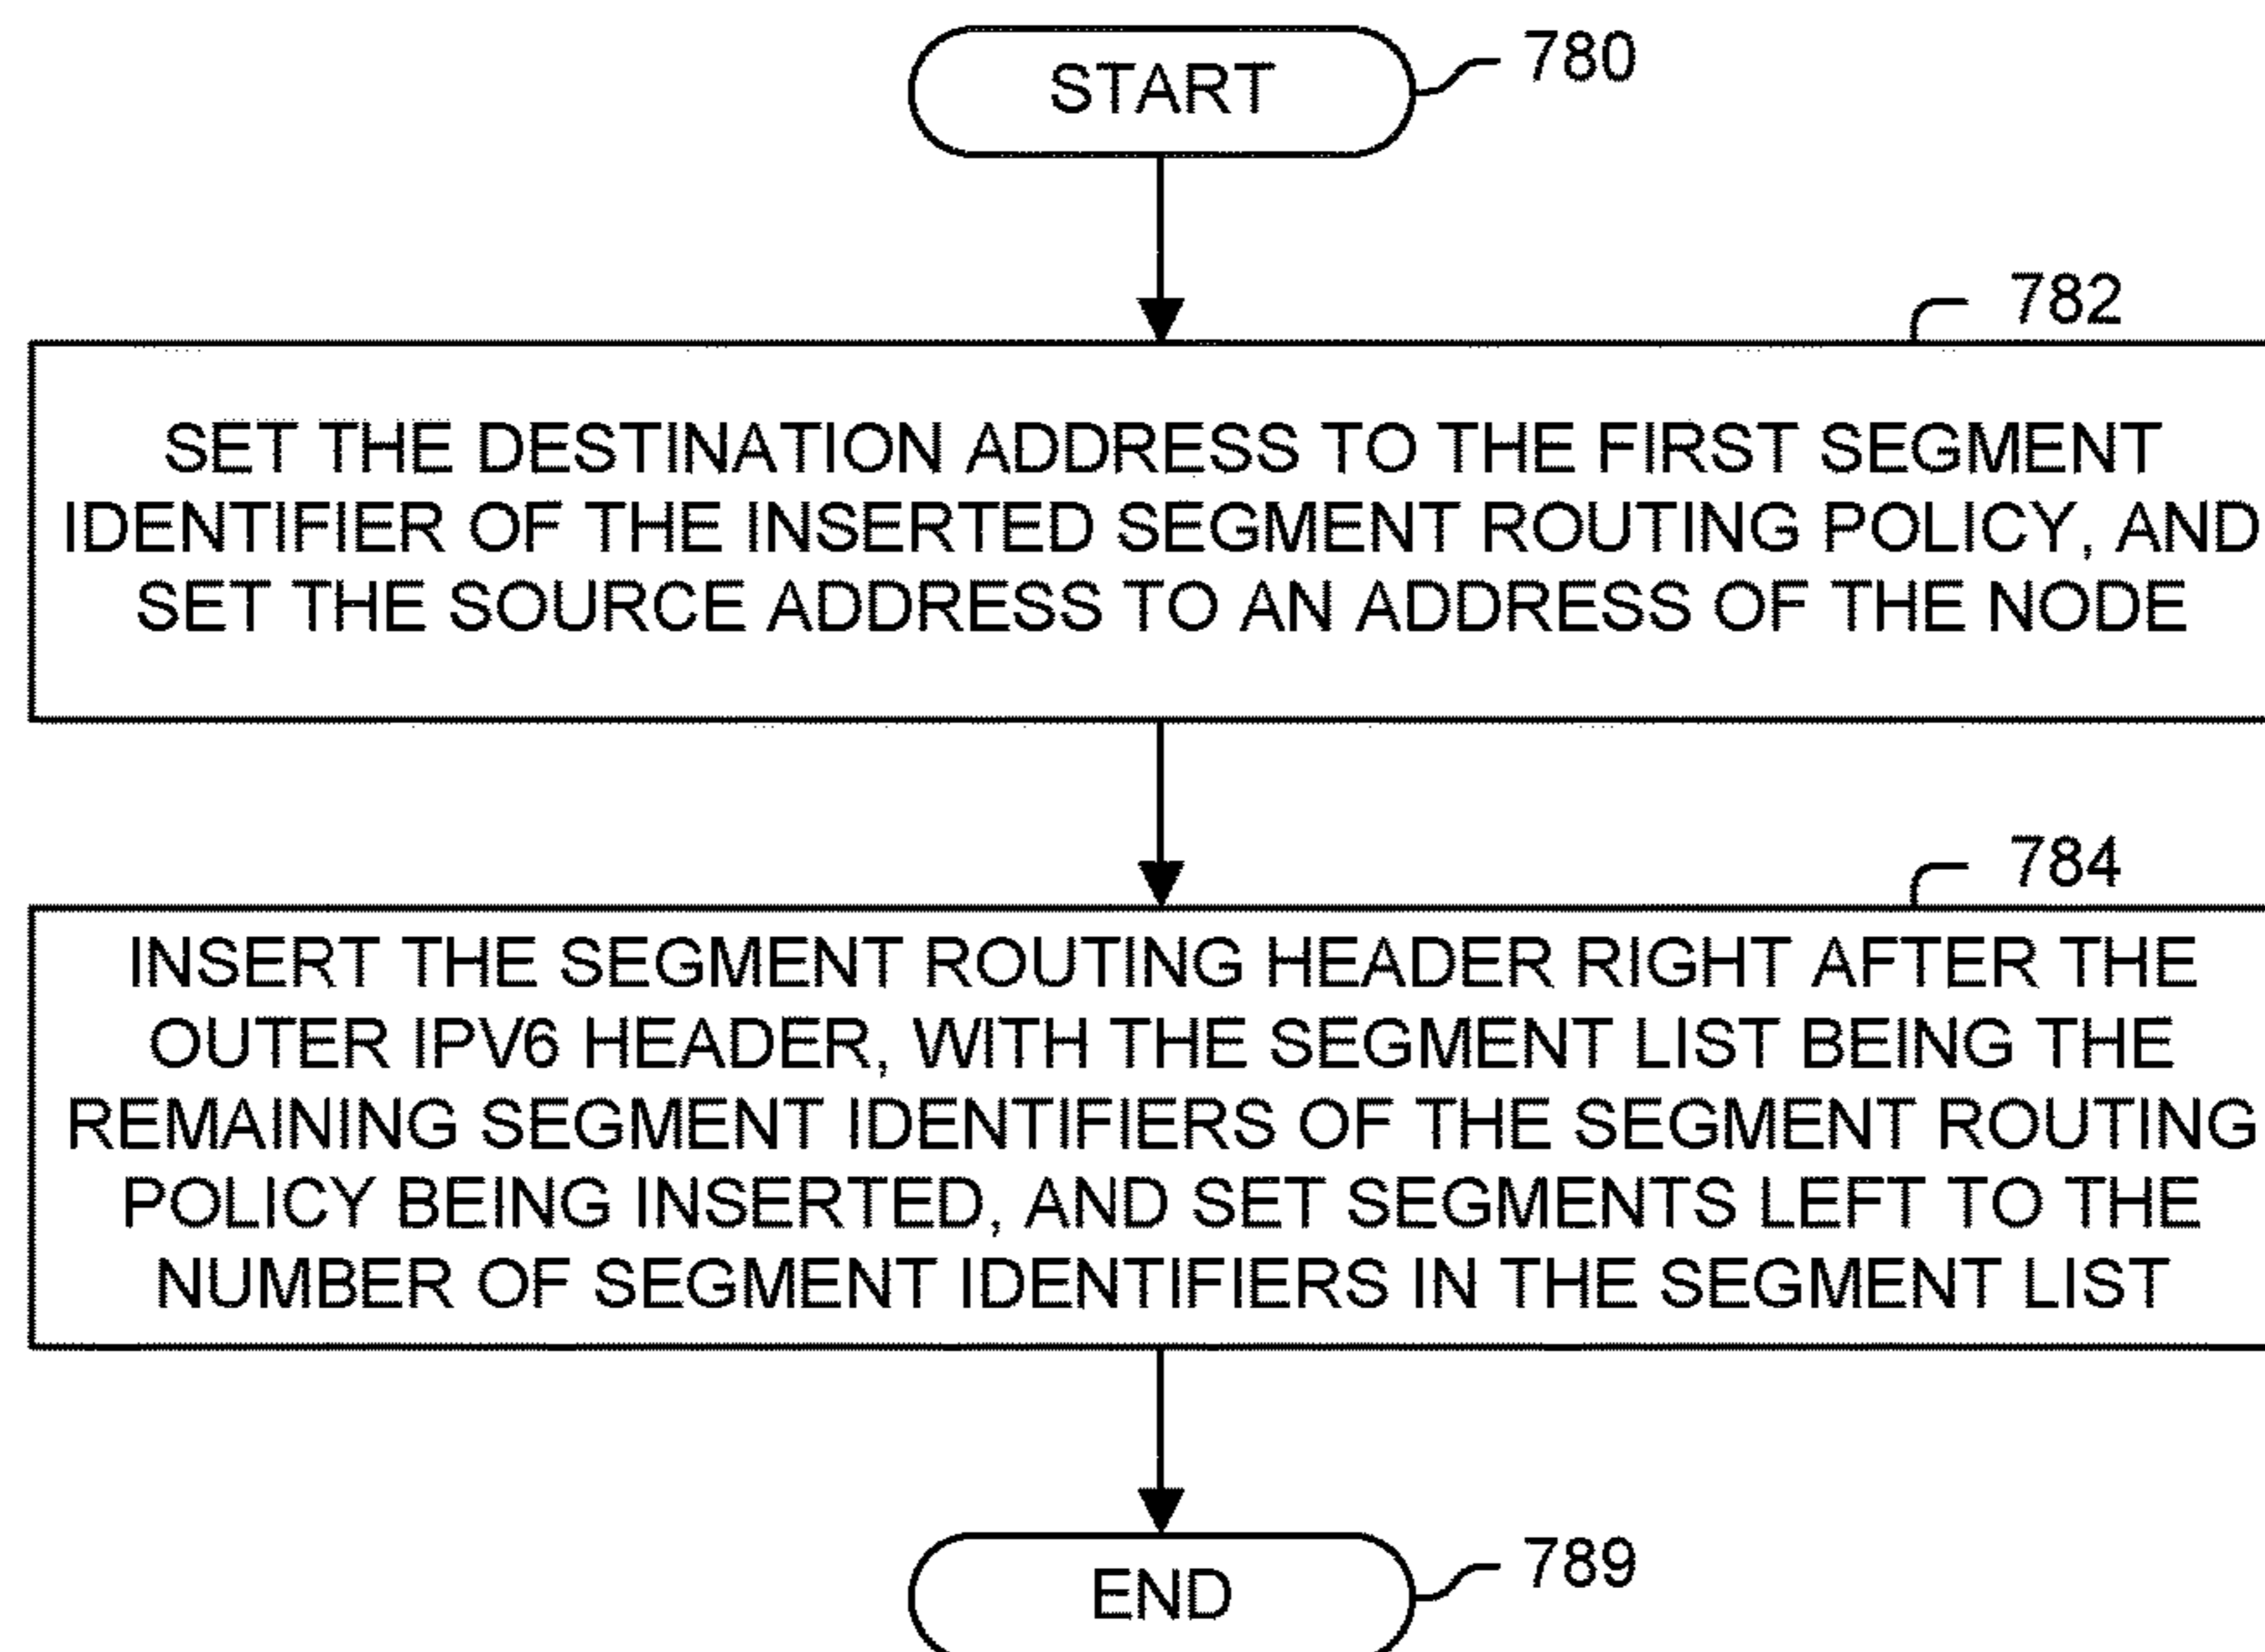 START
780
782
SET THE DESTINATION ADDRESS TO THE FIRST SEGMENT
IDENTIFIER OF THE INSERTED SEGMENT ROUTING POLICY, AND
SET THE SOURCE ADDRESS TO AN ADDRESS OF THE NODE
784
INSERT THE SEGMENT ROUTING HEADER RIGHT AFTER THE
OUTER IPV6 HEADER, WITH THE SEGMENT LIST BEING THE
REMAINING SEGMENT IDENTIFIERS OF THE SEGMENT ROUTING
POLICY BEING INSERTED, AND SET SEGMENTS LEFT TO THE
NUMBER OF SEGMENT IDENTIFIERS IN THE SEGMENT LIST
END
789